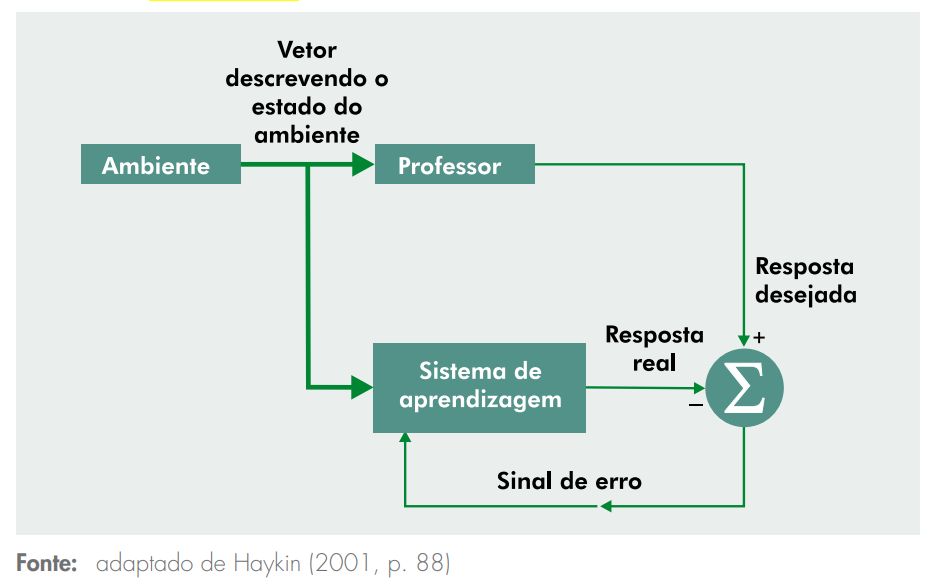 Vetor
descrevendo o
estado do
ambiente
Ambiente
Professor
Resposta
desejada
+
Resposta
real
Sistema de
aprendizagem
Σ
−
Sinal de erro
Fonte: adaptado de Haykin (2001, p. 88)